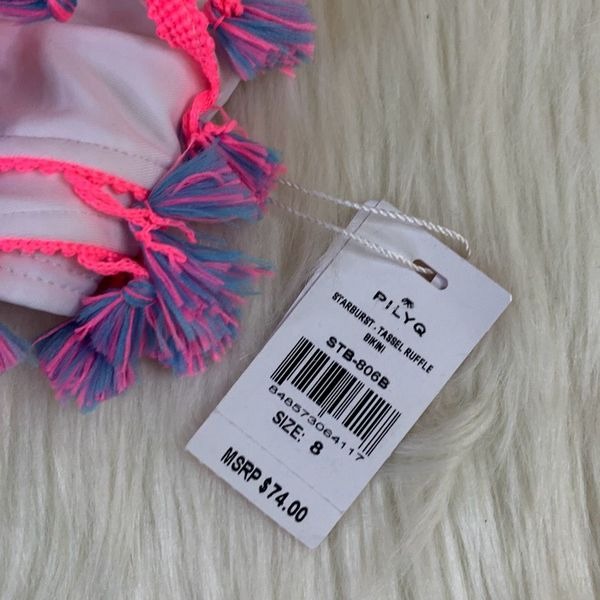 PILYQ
STARBURST . TASSEL RUFFLE
BIKINI
STB-806B
848573064117
SIZE: 8
MSRP $74.00